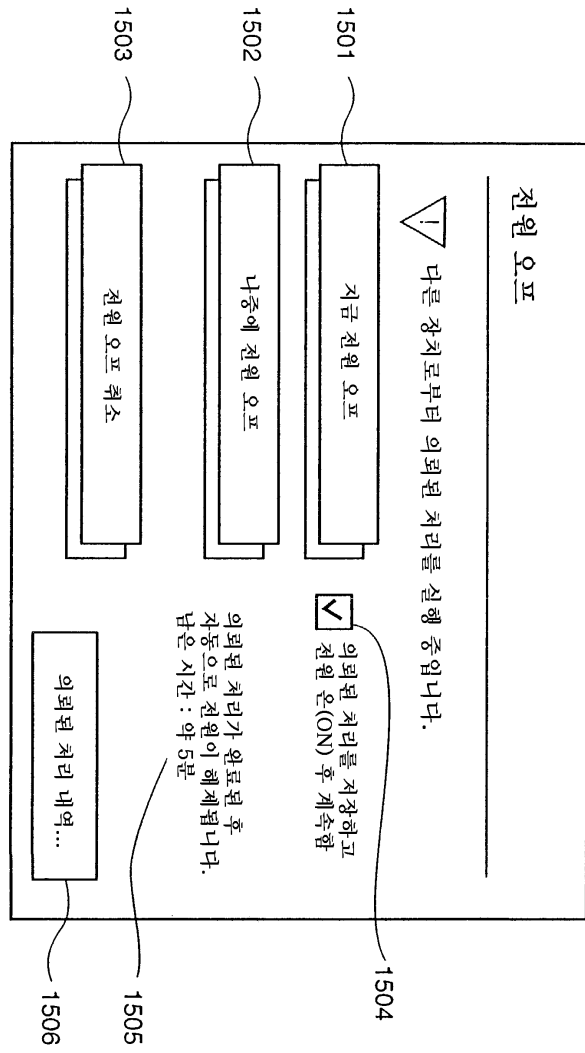 전원 오프
다른 장치로부터 의뢰된 처리를 실행 중입니다.
1501
지금 전원 오프
의뢰된 처리를 저장하고
전원 온(ON) 후 계속함
1504
1502
나중에 전원 오프
의뢰된 처리가 완료된 후
자동으로 전원이 해제됩니다.
남은 시간 : 약 5분
1505
1503
전원 오프 취소
의뢰된 처리 내역...
1506